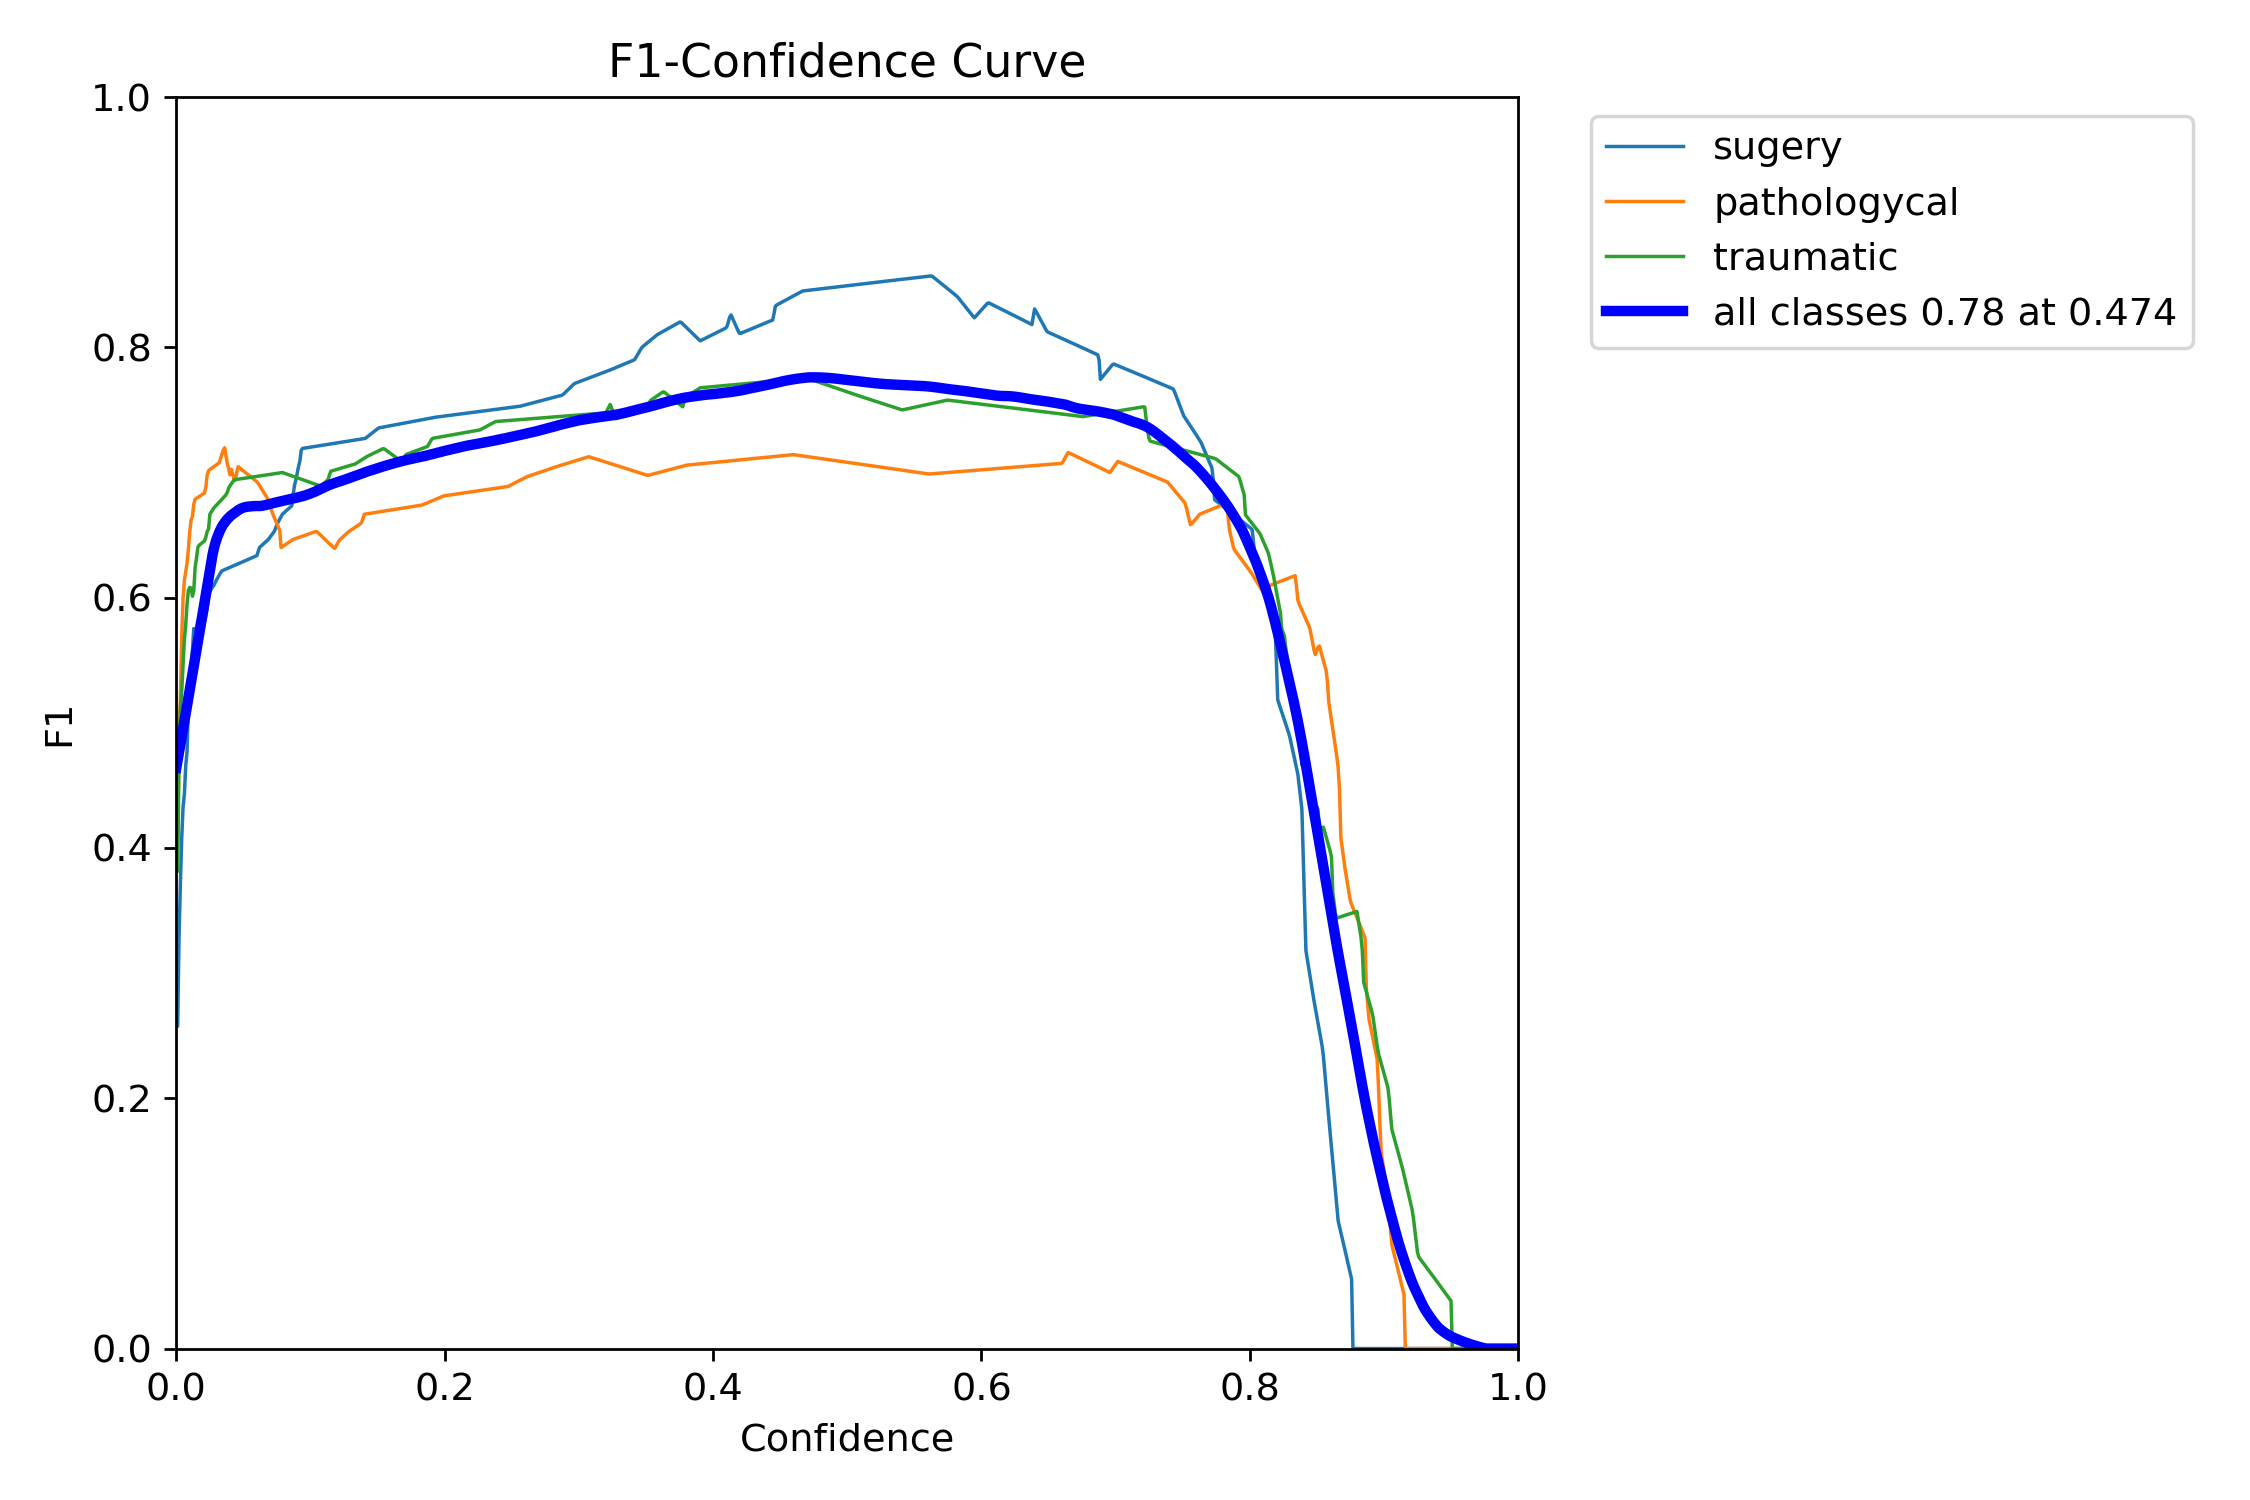 F1-Confidence Curve
1.0
0.8
0.6
0.4
0.2
0.0
F1
0.0 0.2 0.4 0.6 0.8 1.0
Confidence
sugery
pathologycal
traumatic
all classes 0.78 at 0.474